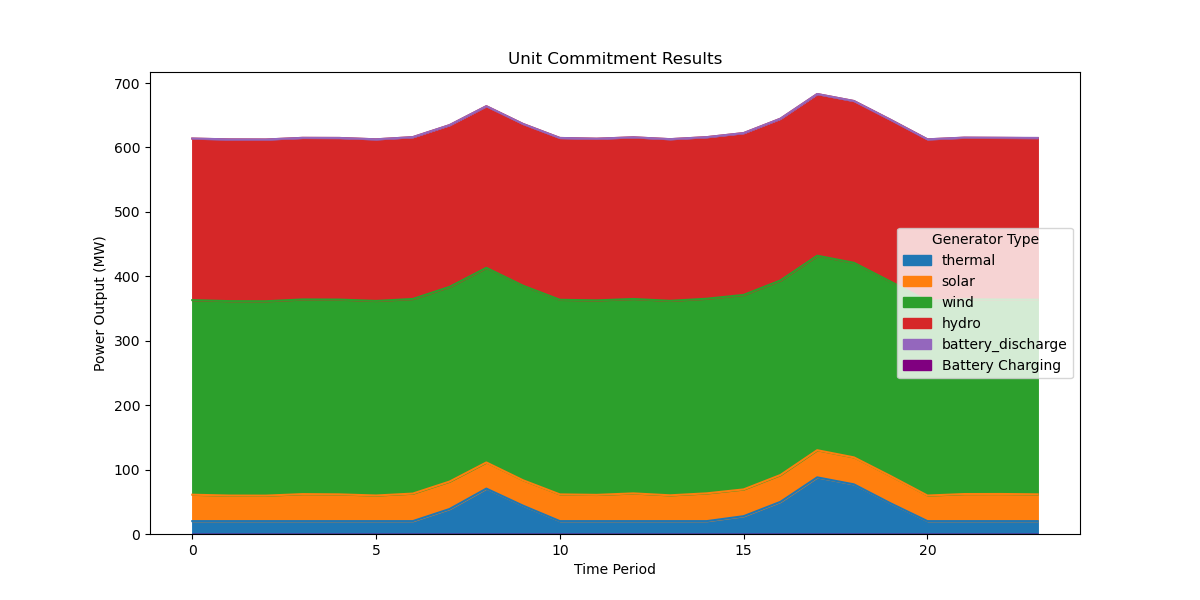 Unit Commitment Results
Power Output (MW)
700
600
500
400
300
200
100
0
0 5 10 15 20
Time Period
Generator Type
thermal
solar
wind
hydro
battery_discharge
Battery Charging